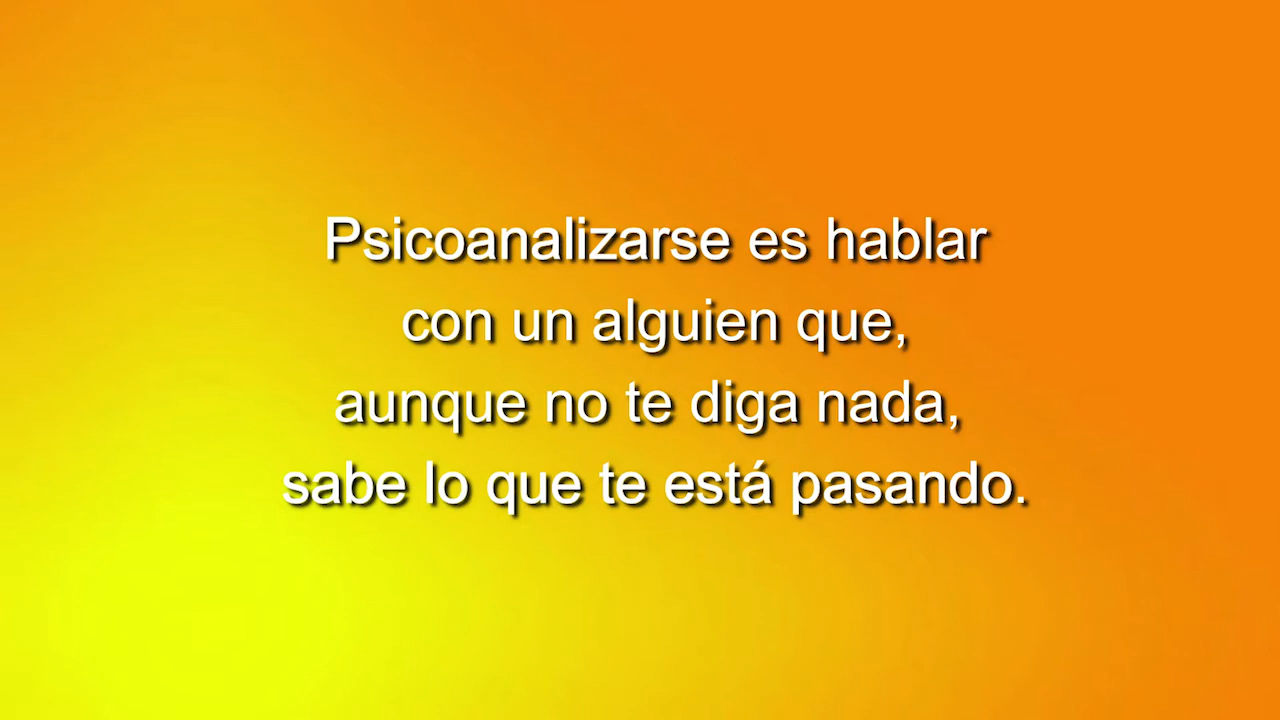 Psicoanalizarse es hablar
con un alguien que,
aunque no te diga nada,
sabe lo que te está pasando.